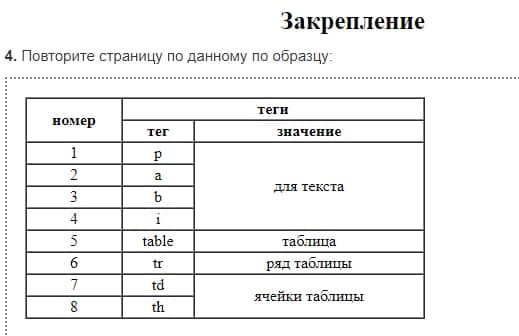 Закрепление
4. Повторите страницу по данному по образцу:
номер теги
тег значение
1 p для текста
2 a
3 b
4 i
5 table таблица
6 tr ряд таблицы
7 td ячейки таблицы
8 th